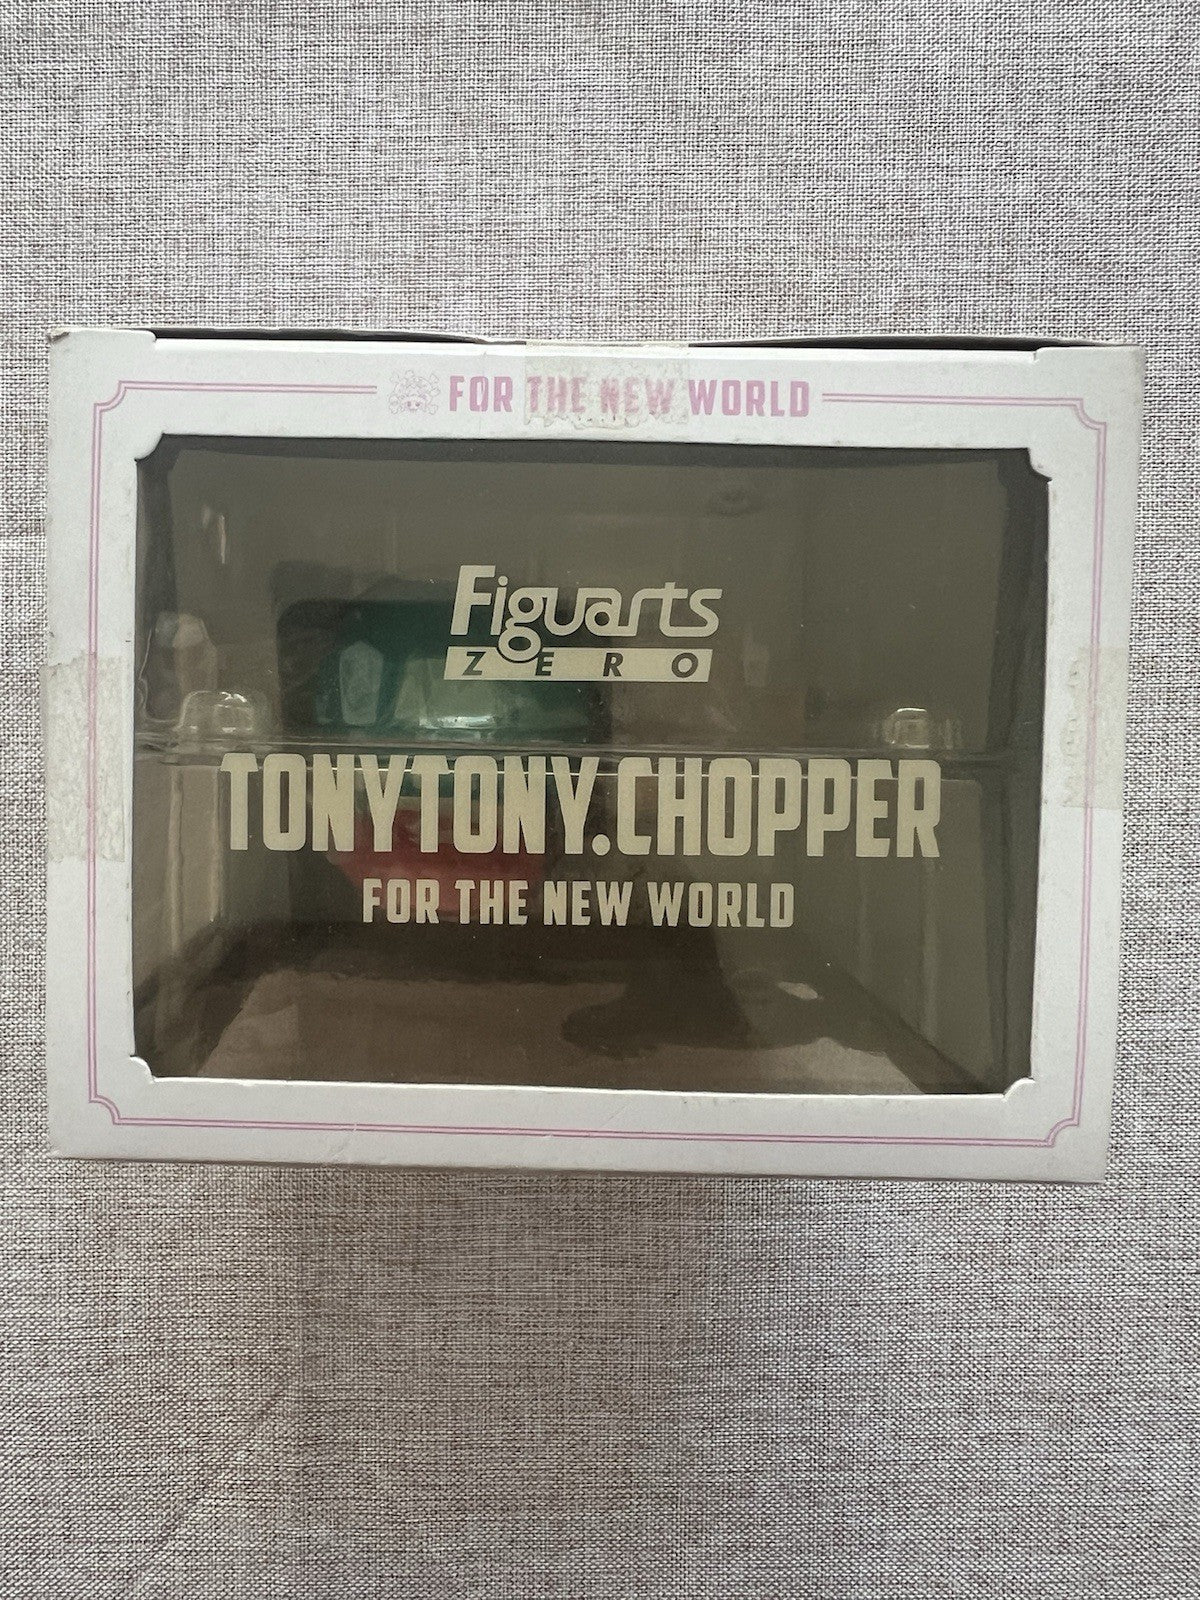 FOR THE NEW WORLD
Figuarts
ZERO
TONYTONY.CHOPPER
FOR THE NEW WORLD